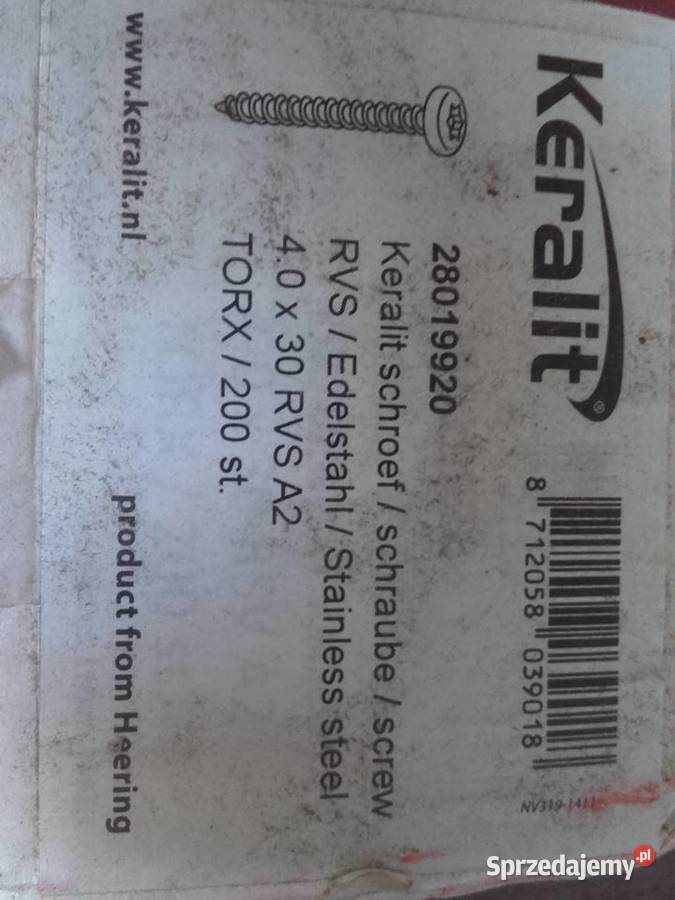 Keralit®
8 712058 039018
28019920
Keralit schroef / schraube / screw
RVS / Edelstahl / Stainless steel
4.0 x 30 RVS A2
TORX / 200 st.
www.keralit.nl
product from Heering
Sprzedajemy.pl